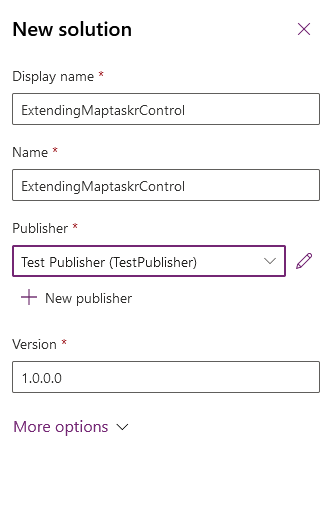 New solution
Display name *
ExtendingMaptaskrControl
Name *
ExtendingMaptaskrControl
Publisher *
Test Publisher (TestPublisher)
New publisher
Version *
1.0.0.0
More options